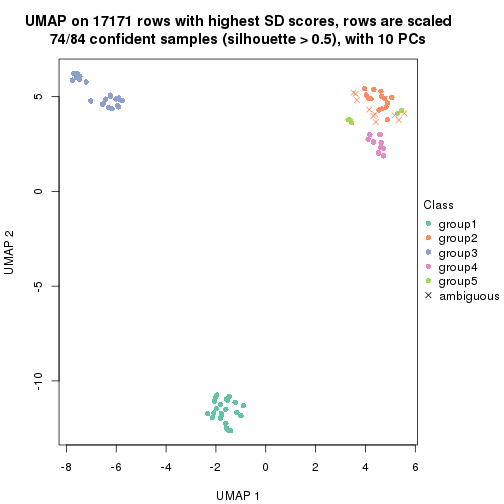 UMAP on 17171 rows with highest SD scores, rows are scaled
74/84 confident samples (silhouette > 0.5), with 10 PCs
5
0
-5
-10
UMAP 2
-8 -6 -4 -2 0 2 4 6
UMAP 1
Class
group1
group2
group3
group4
group5
ambiguous